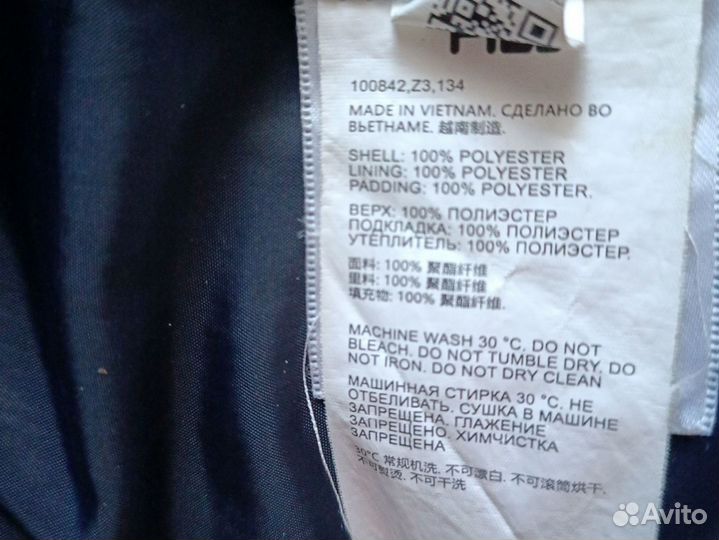 100842,Z3,134
MADE IN VIETNAM. СДЕЛАНО ВО
ВЬЕТНАМЕ. 越南制造.
SHELL: 100% POLYESTER
LINING: 100% POLYESTER
PADDING: 100% POLYESTER.
ВЕРХ: 100% ПОЛИЭСТЕР
ПОДКЛАДКА: 100% ПОЛИЭСТЕР
УТЕПЛИТЕЛЬ: 100% ПОЛИЭСТЕР.
面料: 100% 聚酯纤维
里料: 100% 聚酯纤维
填充物: 100% 聚酯纤维.
MACHINE WASH 30 °C. DO NOT
BLEACH. DO NOT TUMBLE DRY, DO
NOT IRON. DO NOT DRY CLEAN
МАШИННАЯ СТИРКА 30 °С. НЕ
ОТБЕЛИВАТЬ. СУШКА В МАШИНЕ
ЗАПРЕЩЕНА. ГЛАЖЕНИЕ
ЗАПРЕЩЕНО. ХИМЧИСТКА
ЗАПРЕЩЕНА
30°C 常规机洗. 不可漂白. 不可滚筒烘干.
不可熨烫. 不可干洗
Avito